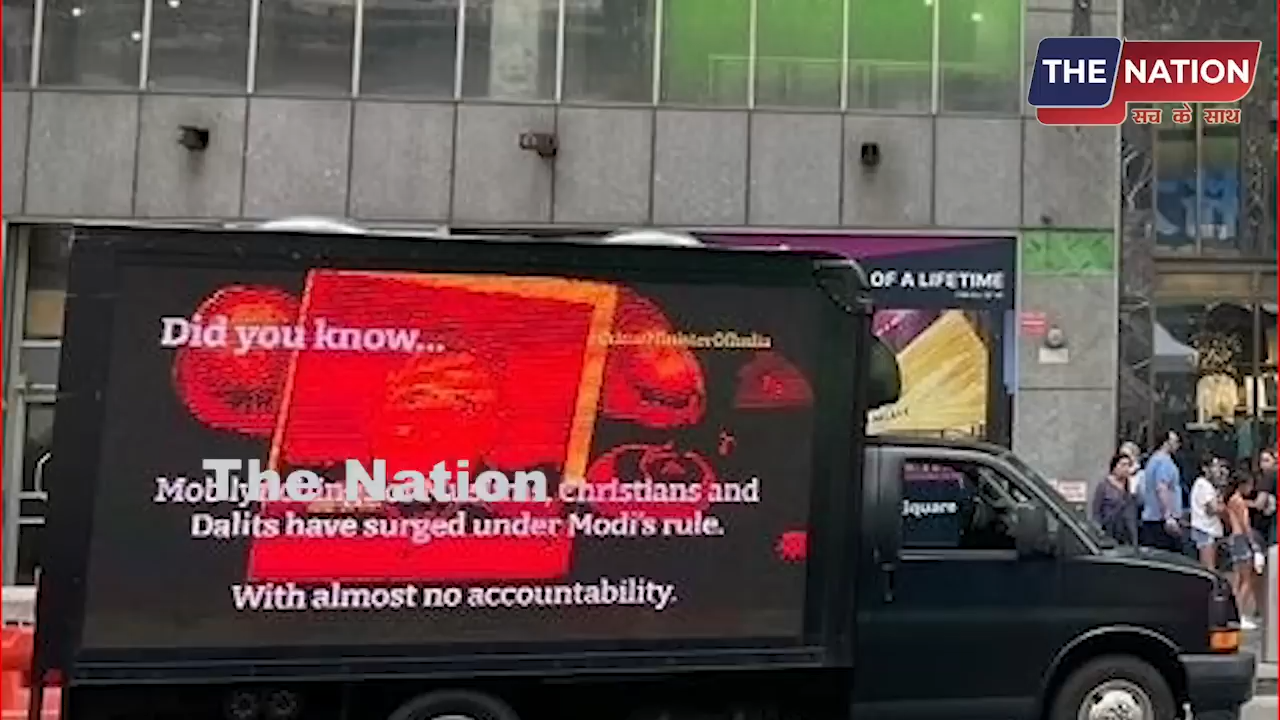 THE NATION
सच के साथ
OF A LIFETIME
Did you know...
The Nation
Christians and
Dalits have surged under Modi's rule.
With almost no accountability.
Square